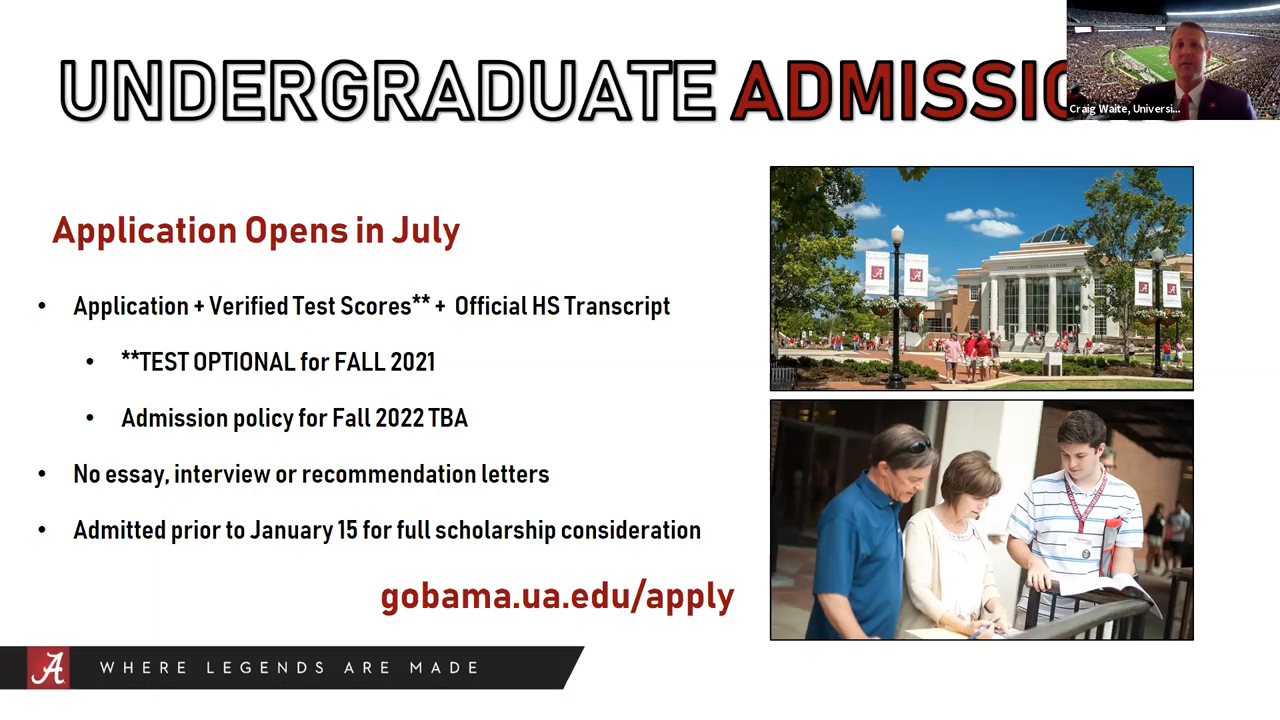 UNDERGRADUATE ADMISSIO
Craig Waite, Universi...
Application Opens in July
• Application + Verified Test Scores** + Official HS Transcript
• **TEST OPTIONAL for FALL 2021
• Admission policy for Fall 2022 TBA
• No essay, interview or recommendation letters
• Admitted prior to January 15 for full scholarship consideration
gobama.ua.edu/apply
A WHERE LEGENDS ARE MADE